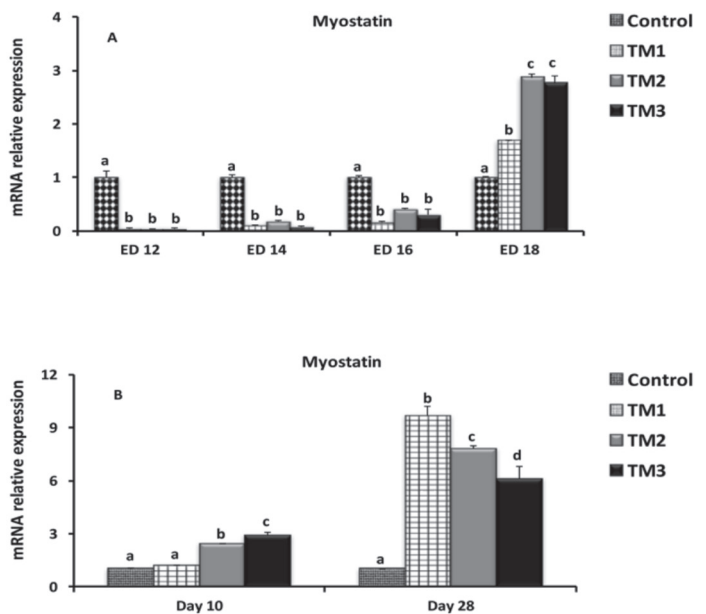 Myostatin
A
mRNA relative expression
4
3
2
1
0
a b b b
a b b b
a b b b
a b c c
ED 12 ED 14 ED 16 ED 18
Control
TM1
TM2
TM3
Myostatin
B
mRNA relative expression
12
9
6
3
0
a a b c
a b c d
Day 10 Day 28
Control
TM1
TM2
TM3